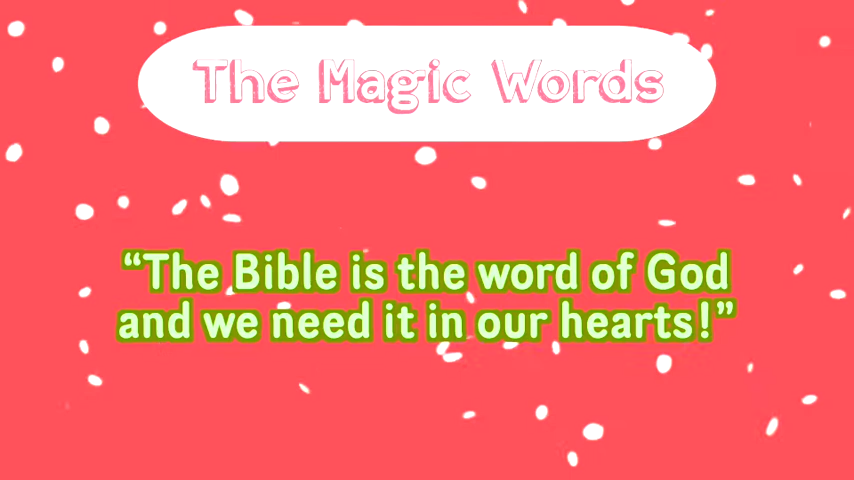 The Magic Words
“The Bible is the word of God
and we need it in our hearts!”